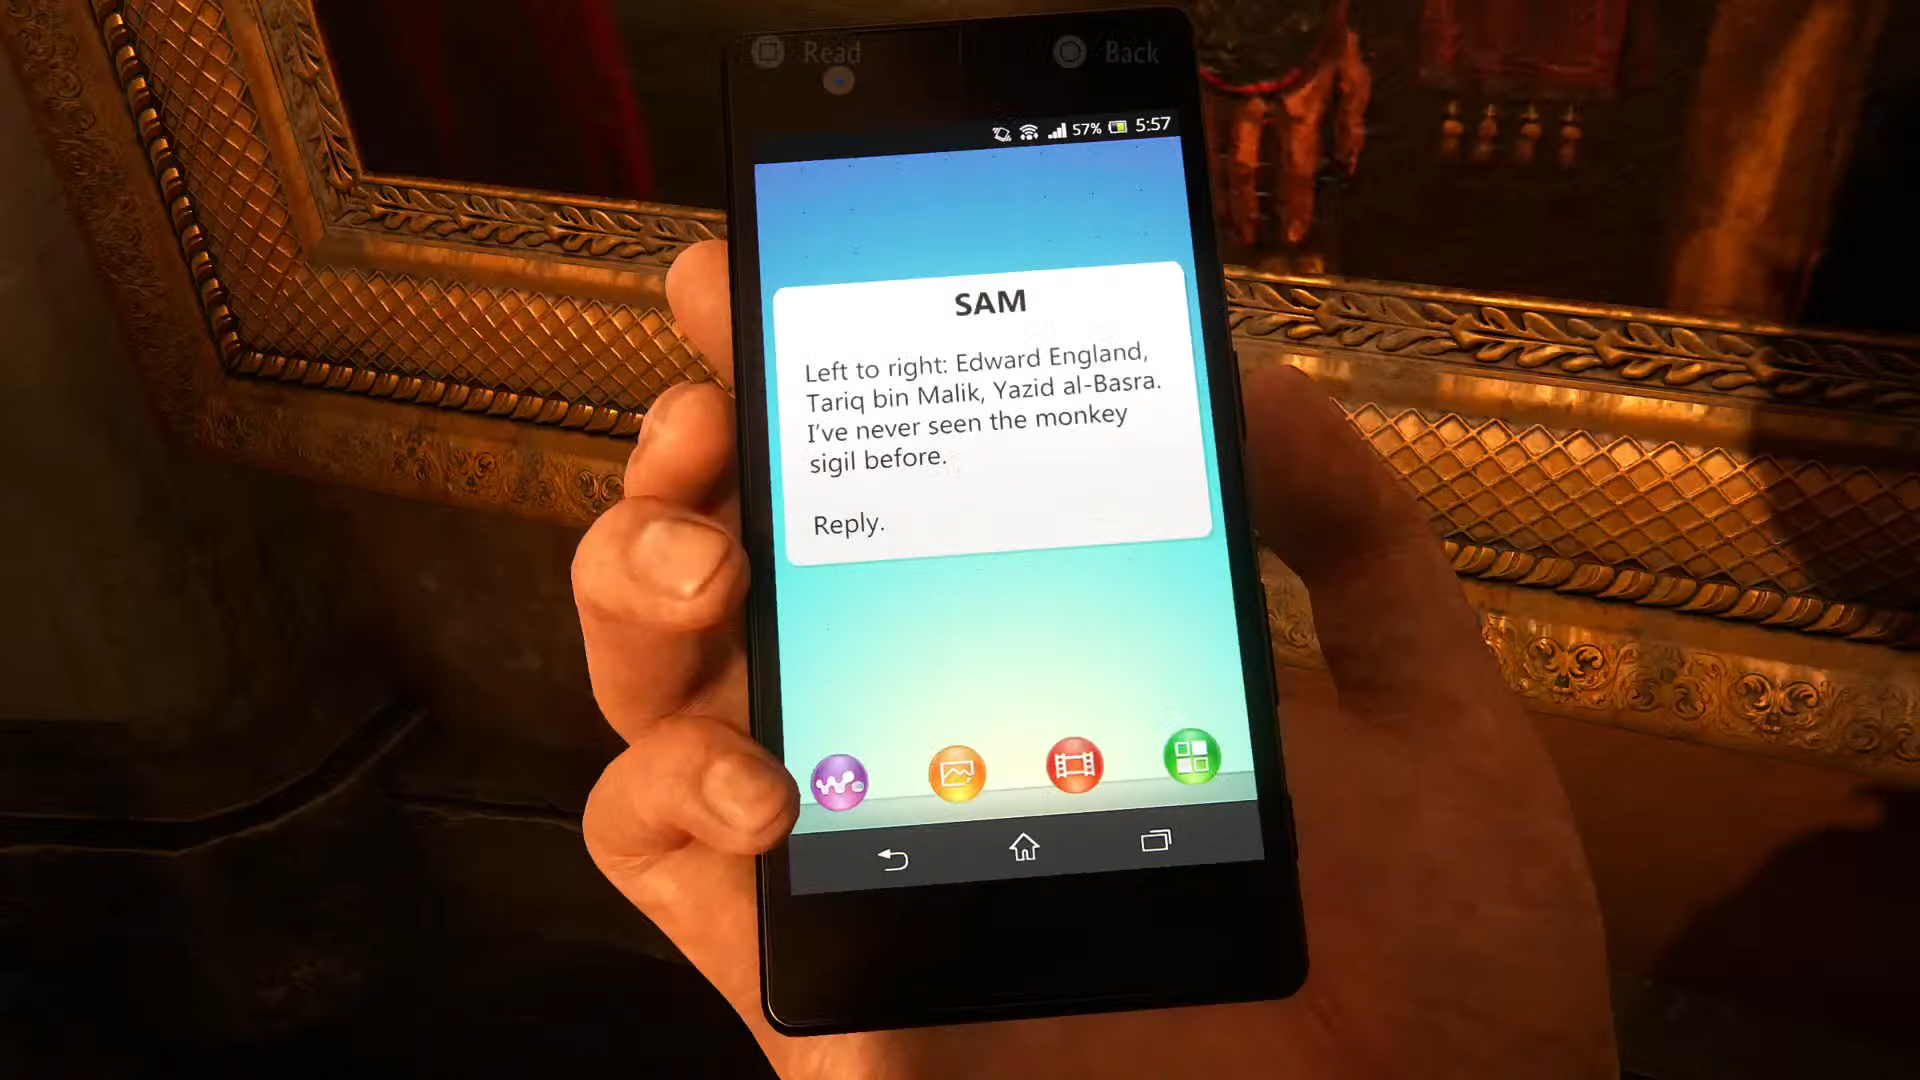 Read Back
57% 5:57
SAM
Left to right: Edward England,
Tariq bin Malik, Yazid al-Basra.
I've never seen the monkey
sigil before.
Reply.